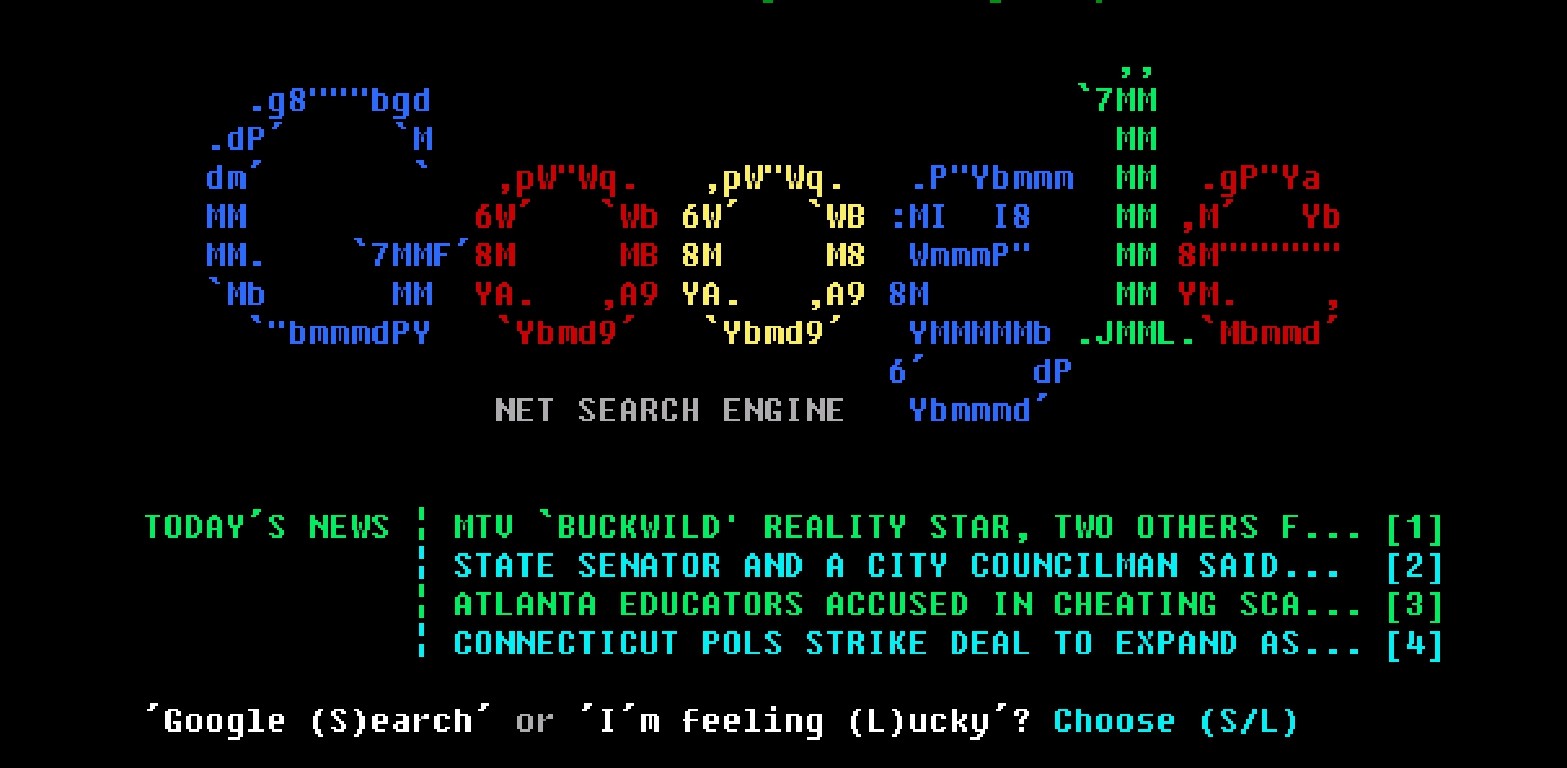 Google
NET SEARCH ENGINE
TODAY'S NEWS ¦ MTV `BUCKWILD' REALITY STAR, TWO OTHERS F... [1]
¦ STATE SENATOR AND A CITY COUNCILMAN SAID... [2]
¦ ATLANTA EDUCATORS ACCUSED IN CHEATING SCA... [3]
¦ CONNECTICUT POLS STRIKE DEAL TO EXPAND AS... [4]
'Google (S)earch' or 'I'm feeling (L)ucky'? Choose (S/L)